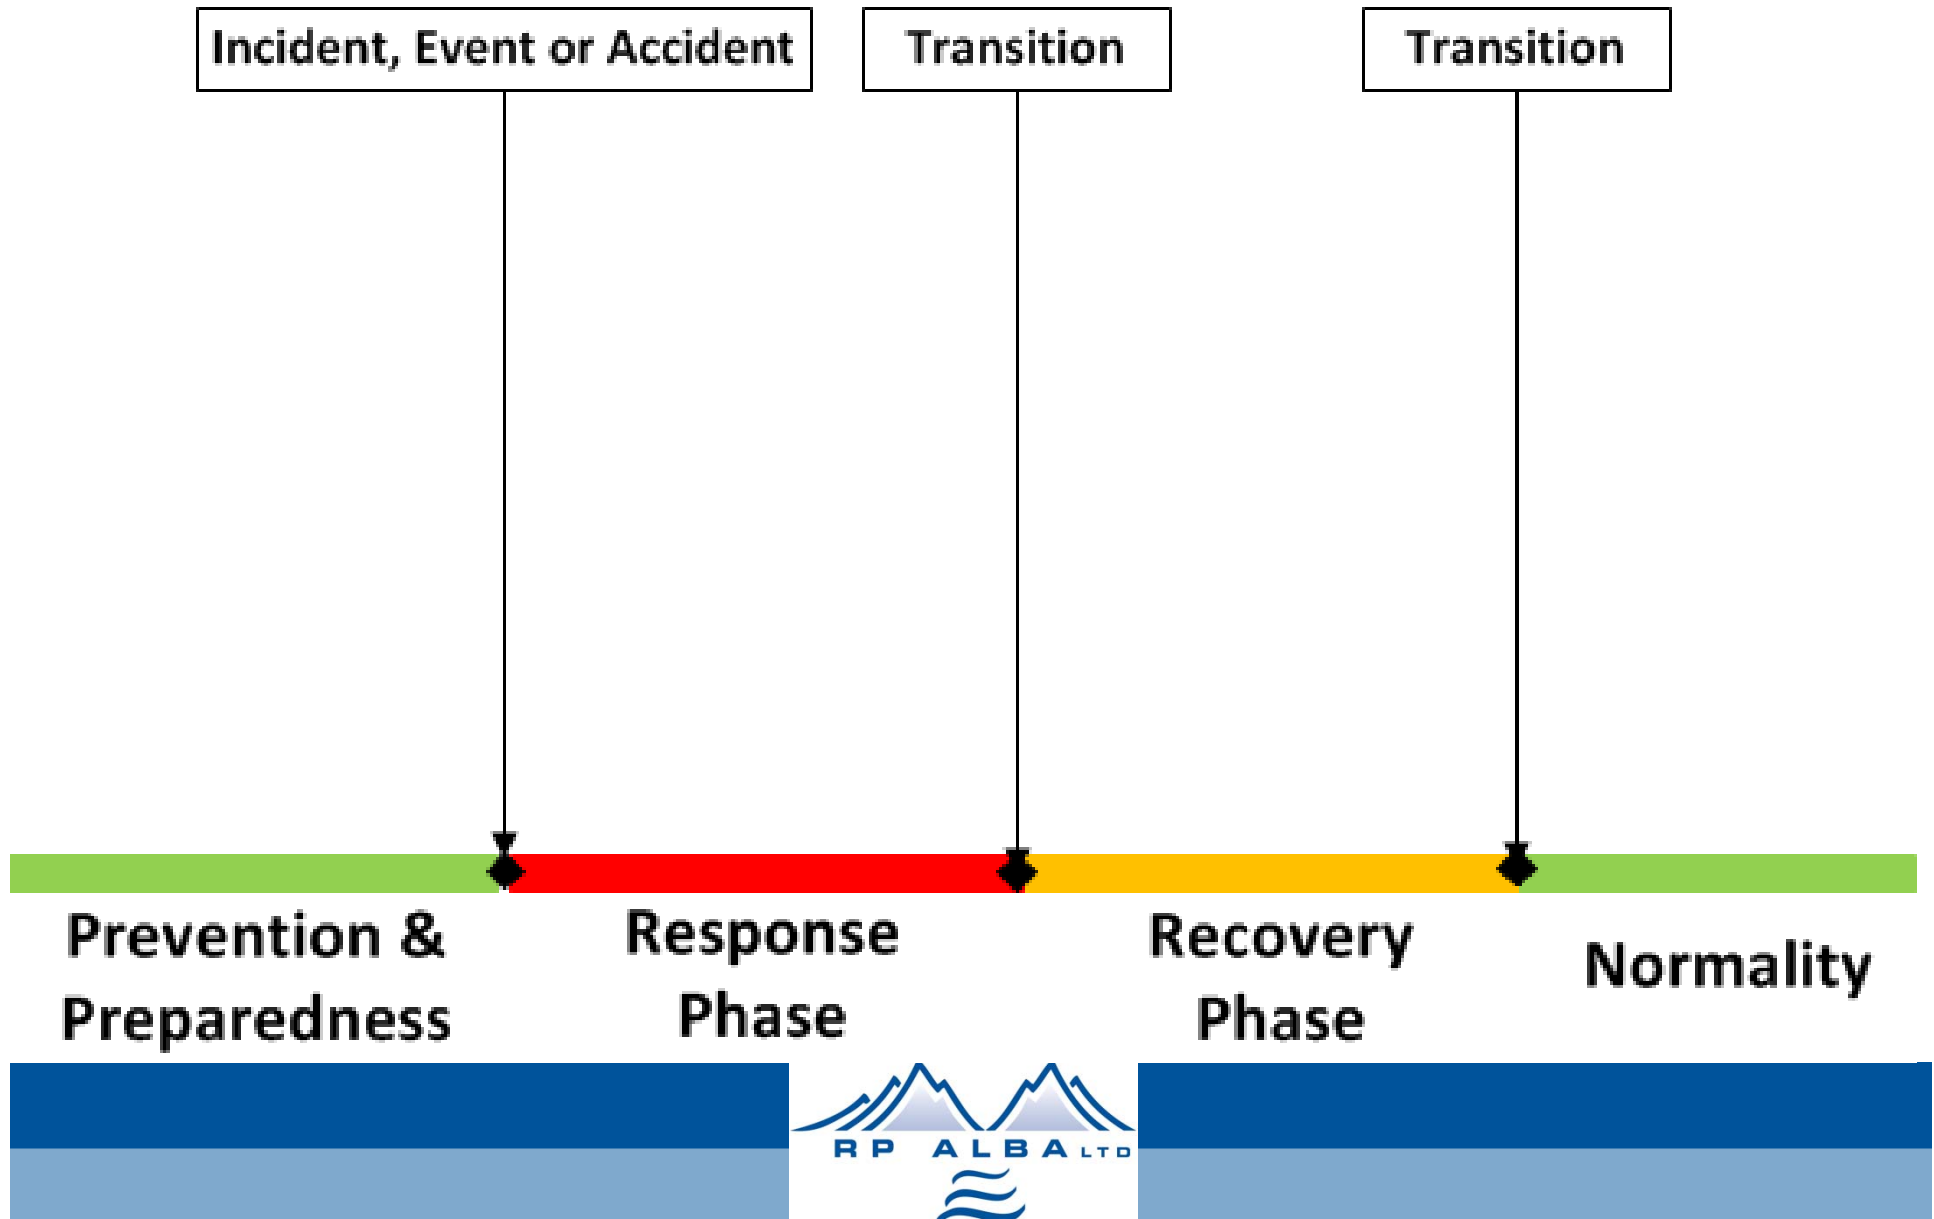 Incident, Event or Accident
Transition
Transition
Prevention &
Preparedness
Response
Phase
Recovery
Phase
Normality
RP ALBA LTD